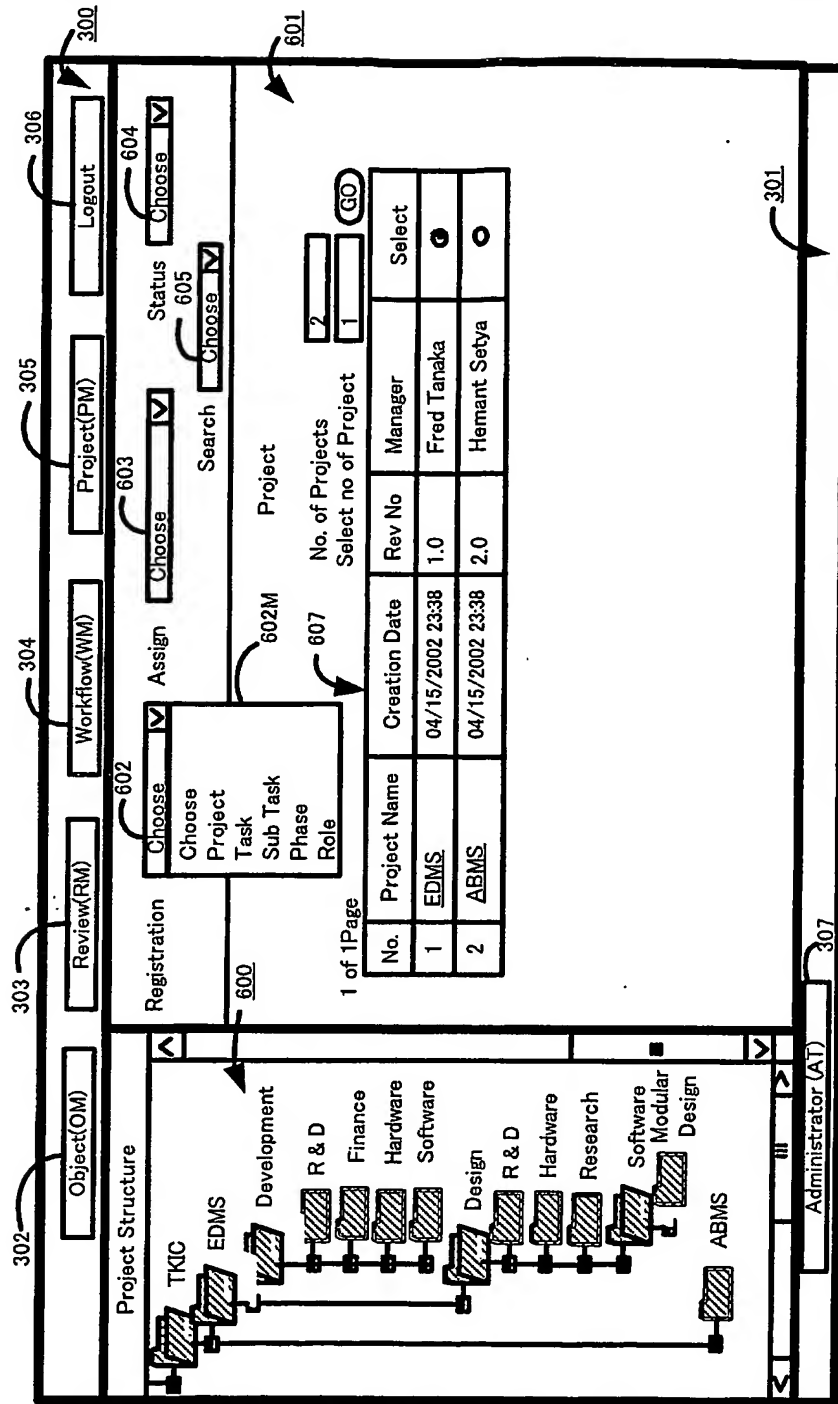 302
303
304
305
306
300
Object(OM)
Review(RM)
Workflow(WM)
Project(PM)
Logout
Project Structure
TKIC
EDMS
Development
R & D
Finance
Hardware
Software
Design
R & D
Hardware
Research
Software
Modular
Design
ABMS
600
602
603
604
Registration
Choose
Assign
Choose
Status
Choose
605
Search
Choose
Choose
Project
Task
Sub Task
Phase
Role
602M
601
Project
607
No. of Projects
2
Select no of Project
1
GO
1 of 1Page
No.
Project Name
Creation Date
Rev No
Manager
Select
1
EDMS
04/15/2002 23:38
1.0
Fred Tanaka
2
ABMS
04/15/2002 23:38
2.0
Hemant Setya
307
Administrator (AT)
301